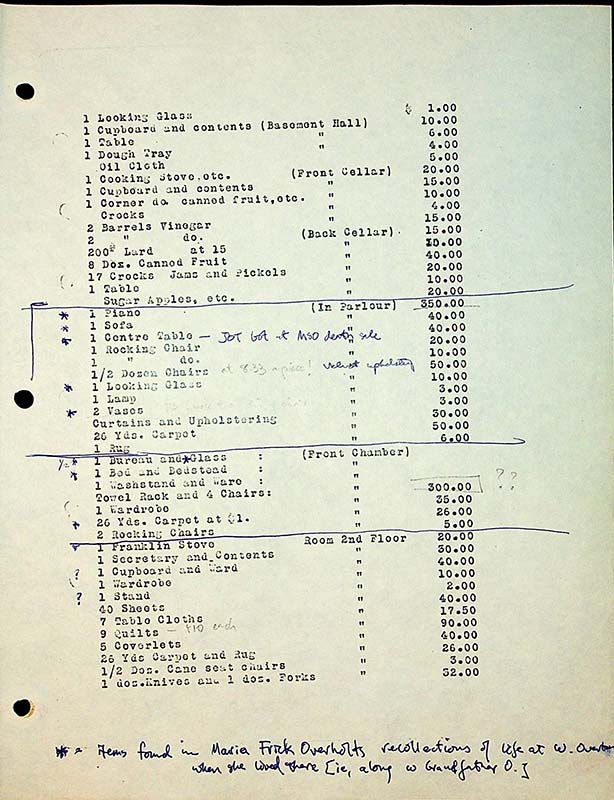 1 Looking Glass $ 1.00
1 Cupboard and contents (Basement Hall) 10.00
1 Table " 6.00
1 Dough Tray " 4.00
Oil Cloth 5.00
1 Cooking Stove,etc. (Front Cellar) 20.00
1 Cupboard and contents " 15.00
1 Corner do. canned fruit,etc. " 10.00
Crocks " 4.00
2 Barrels Vinegar 15.00
2 " do. (Back Cellar) 15.00
200# Lard at 15 " 10.00
8 Doz. Canned Fruit " 40.00
17 Crocks Jams and Pickels " 20.00
1 Table " 10.00
Sugar Apples, etc. " 20.00
* 1 Piano (In Parlour) 350.00
* 1 Sofa " 40.00
* 1 Centre Table — JOT bot at MSO death sale " 40.00
1 Rocking Chair " 20.00
1 " do. " 10.00
1/2 Dozen Chairs at 8.33 apiece! velvet upholstery " 50.00
* 1 Looking Glass " 10.00
1 Lamp " 3.00
* 2 Vases " 3.00
Curtains and Upholstering " 30.00
26 Yds. Carpet " 50.00
1 Rug " 6.00
* 1 Bureau and Glass : (Front Chamber)
* 1 Bed and Bedstead : "
1 Washstand and Ware : "
Towel Rack and 4 Chairs: " 300.00 ??
1 Wardrobe " 35.00
* 26 Yds. Carpet at $1. " 26.00
2 Rocking Chairs " 5.00
* 1 Franklin Stove Room 2nd Floor 20.00
1 Secretary and Contents " 30.00
? 1 Cupboard and Ward " 40.00
1 Wardrobe " 10.00
? 1 Stand " 2.00
40 Sheets " 40.00
7 Table Cloths " 17.50
9 Quilts — $10 each " 90.00
5 Coverlets " 40.00
26 Yds Carpet and Rug " 26.00
1/2 Doz. Cane seat chairs " 3.00
1 doz.Knives and 1 doz. Forks " 32.00
* = items found in Maria Frick Overholt's recollections of life at W. Overton
when she lived there [ie, along w Grandfather O.]